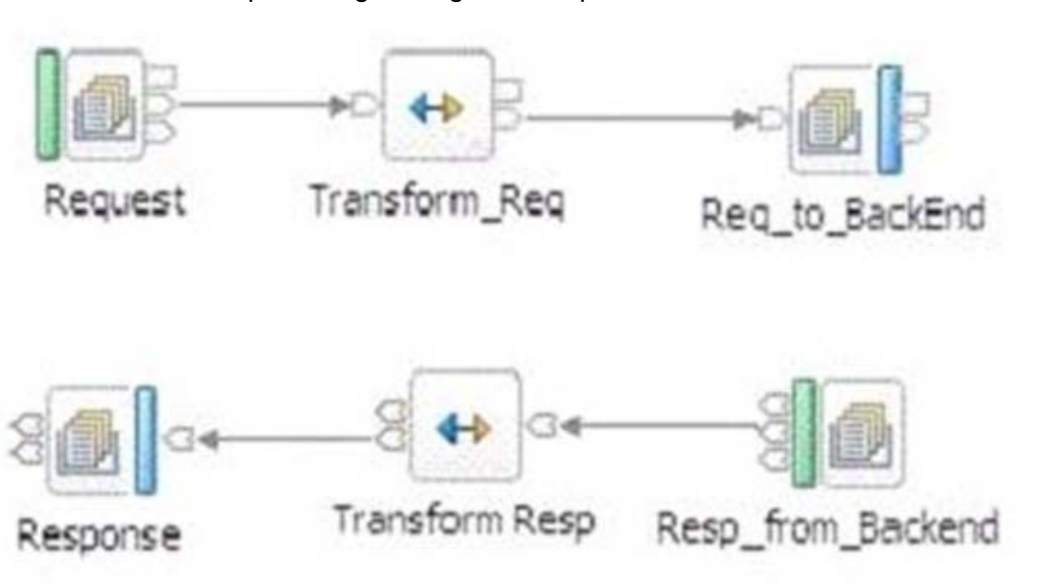 Request
Transform_Req
Req_to_BackEnd
Response
Transform Resp
Resp_from_Backend